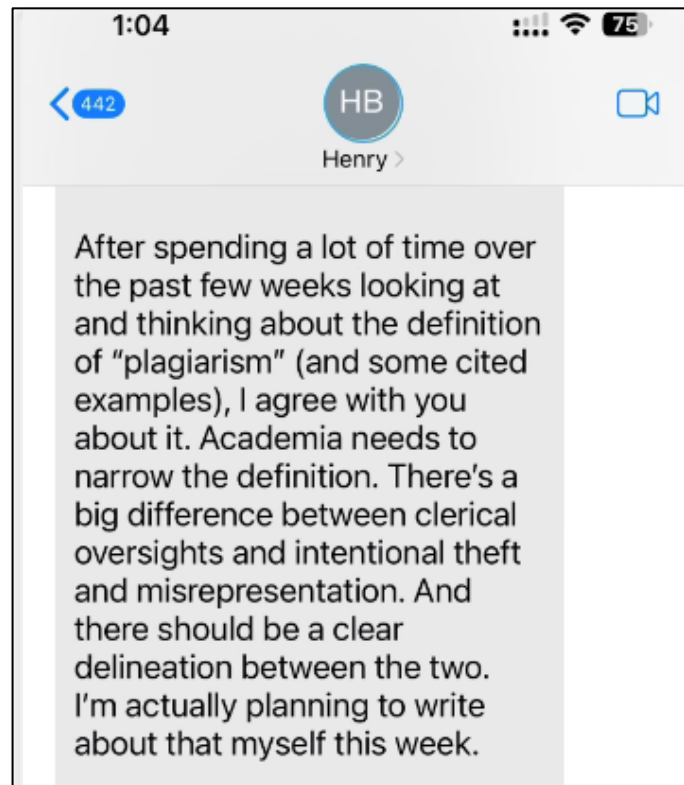 1:04
75
442
HB
Henry
After spending a lot of time over
the past few weeks looking at
and thinking about the definition
of “plagiarism” (and some cited
examples), I agree with you
about it. Academia needs to
narrow the definition. There’s a
big difference between clerical
oversights and intentional theft
and misrepresentation. And
there should be a clear
delineation between the two.
I’m actually planning to write
about that myself this week.